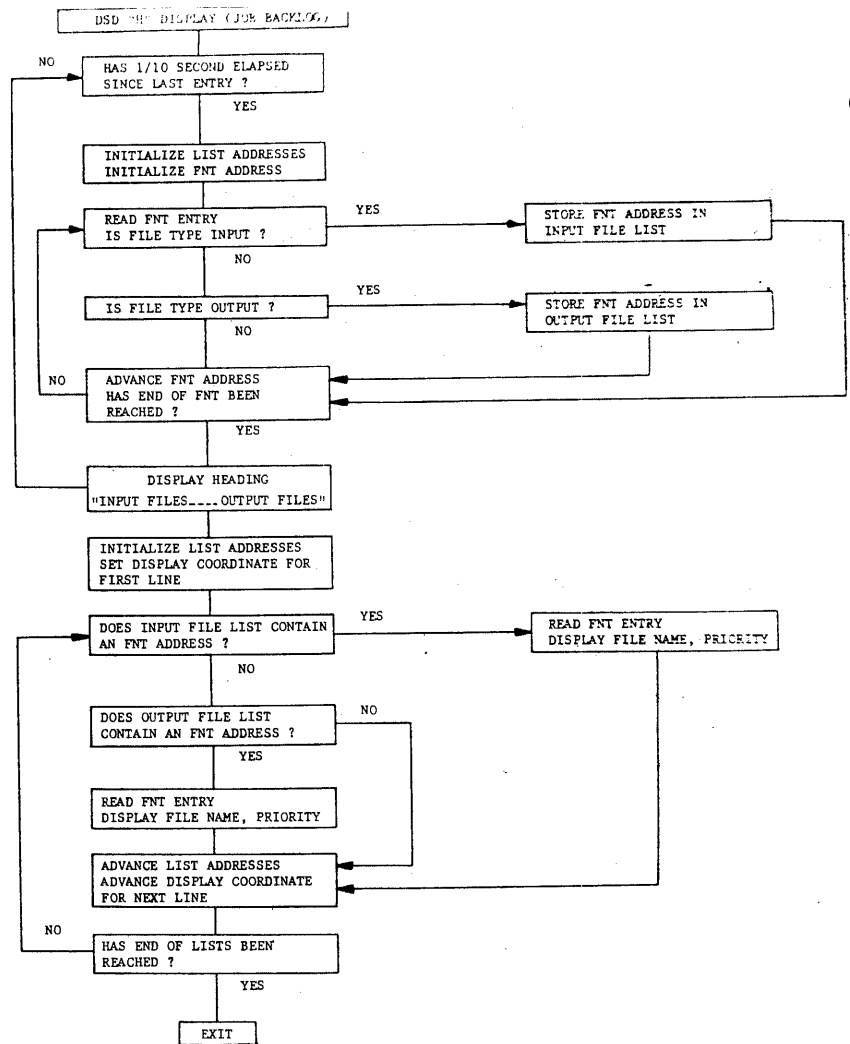 DSD "H" DISPLAY (JOB BACKLOG)
NO
HAS 1/10 SECOND ELAPSED
SINCE LAST ENTRY ?
YES
INITIALIZE LIST ADDRESSES
INITIALIZE FNT ADDRESS
READ FNT ENTRY
IS FILE TYPE INPUT ?
YES
STORE FNT ADDRESS IN
INPUT FILE LIST
NO
IS FILE TYPE OUTPUT ?
YES
STORE FNT ADDRESS IN
OUTPUT FILE LIST
NO
NO
ADVANCE FNT ADDRESS
HAS END OF FNT BEEN
REACHED ?
YES
DISPLAY HEADING
"INPUT FILES____OUTPUT FILES"
INITIALIZE LIST ADDRESSES
SET DISPLAY COORDINATE FOR
FIRST LINE
DOES INPUT FILE LIST CONTAIN
AN FNT ADDRESS ?
YES
READ FNT ENTRY
DISPLAY FILE NAME, PRIORITY
NO
DOES OUTPUT FILE LIST
CONTAIN AN FNT ADDRESS ?
NO
YES
READ FNT ENTRY
DISPLAY FILE NAME, PRIORITY
ADVANCE LIST ADDRESSES
ADVANCE DISPLAY COORDINATE
FOR NEXT LINE
NO
HAS END OF LISTS BEEN
REACHED ?
YES
EXIT